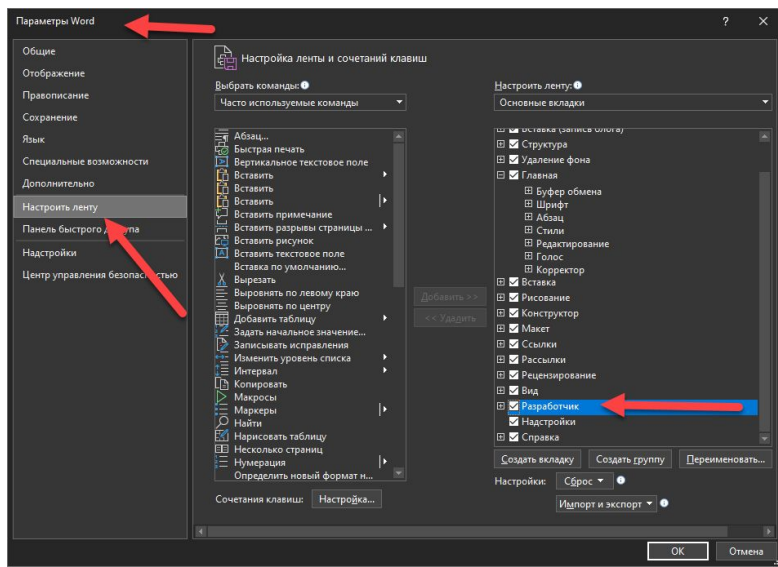 Параметры Word
? X
Общие
Отображение
Правописание
Сохранение
Язык
Специальные возможности
Дополнительно
Настроить ленту
Панель быстрого
Надстройки
Центр управления
Настройка ленты и сочетаний клавиш
Выбрать команды:
Часто используемые команды
Абзац...
Быстрая печать
Вертикальное текстовое поле
Вставить
Вставить
Вставить
Вставить примечание
Вставить разрывы страницы ...
Вставить рисунок
Вставить текстовое поле
Вставка по умолчанию...
Вырезать
Выровнять по левому краю
Выровнять по центру
Добавить таблицу
Задать начальное значение...
Записывать исправления
Изменить уровень списка
Интервал
Копировать
Макросы
Маркеры
Найти
Нарисовать таблицу
Несколько страниц
Нумерация
Определить новый формат н...
Сочетания клавиш: Настройка...
Добавить >>
<< Удалить
Настроить ленту:
Основные вкладки
Вставка (запись блога)
Структура
Удаление фона
Главная
Буфер обмена
Шрифт
Абзац
Стили
Редактирование
Голос
Корректор
Вставка
Рисование
Конструктор
Макет
Ссылки
Рассылки
Рецензирование
Вид
Разработчик
Надстройки
Справка
Создать вкладку Создать группу Переименовать...
Настройки: Сброс
Импорт и экспорт
OK Отмена